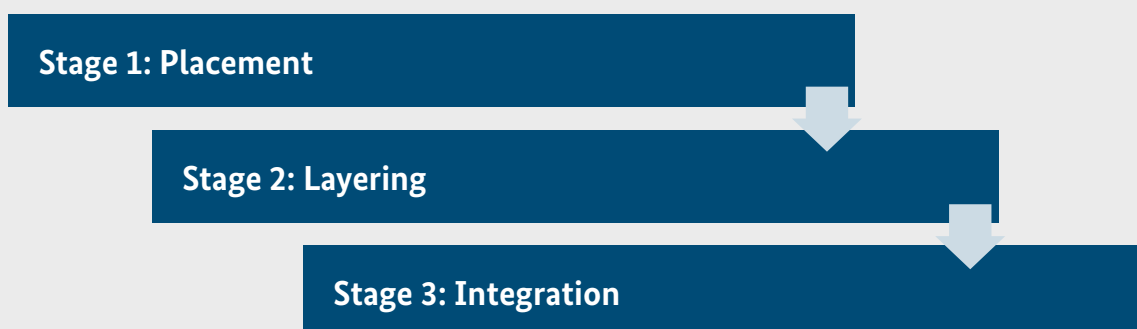 Stage 1: Placement
Stage 2: Layering
Stage 3: Integration